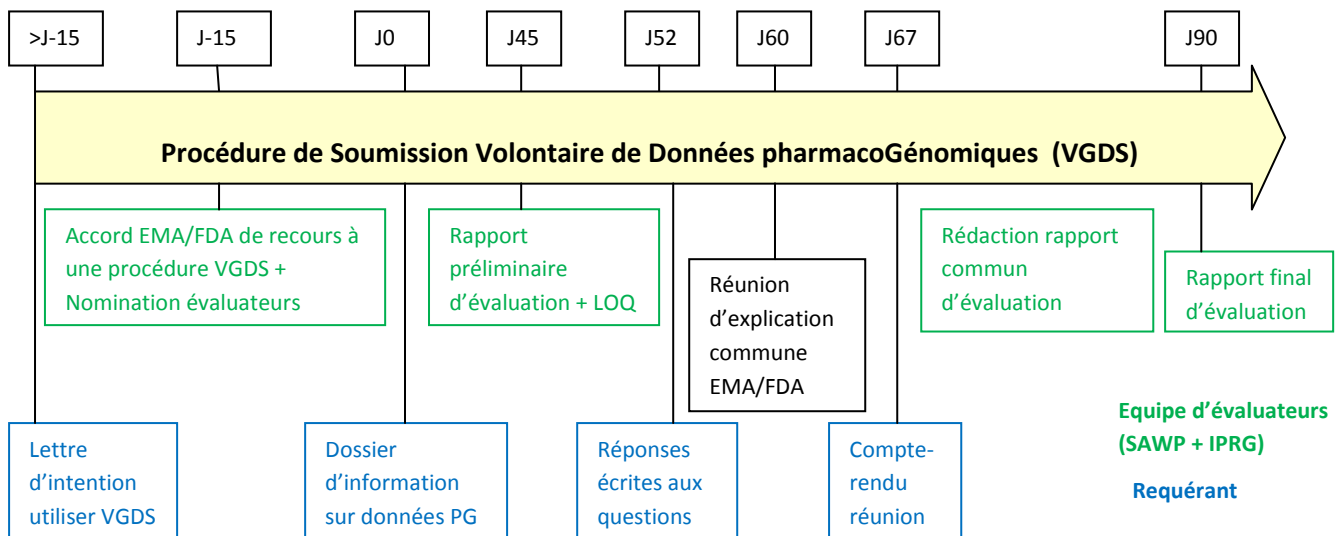 >J-15
J-15
J0
J45
J52
J60
J67
J90
Procédure de Soumission Volontaire de Données pharmacoGénomiques (VGDS)
Accord EMA/FDA de recours à
une procédure VGDS +
Nomination évaluateurs
Rapport
préliminaire
d'évaluation + LOQ
Réunion
d'explication
commune
EMA/FDA
Rédaction rapport
commun
d'évaluation
Rapport final
d'évaluation
Lettre
d'intention
utiliser VGDS
Dossier
d'information
sur données PG
Réponses
écrites aux
questions
Compte-
rendu
réunion
Equipe d'évaluateurs
(SAWP + IPRG)
Requérant